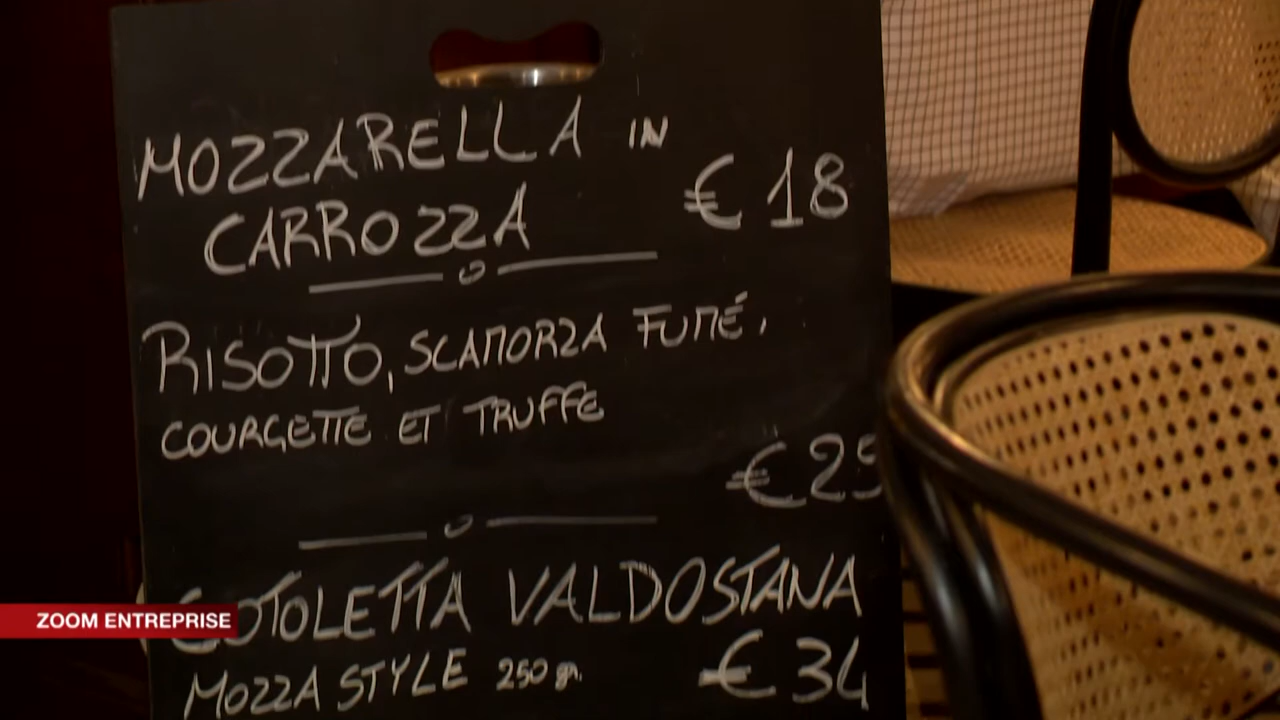 MOZZARELLA IN
CARROZZA
€ 18
RISOTTO, SCAMORZA FUMÉ,
COURGETTE ET TRUFFE
€ 25
COTOLETTA VALDOSTANA
MOZZA STYLE 250 gr.
€ 34
ZOOM ENTREPRISE